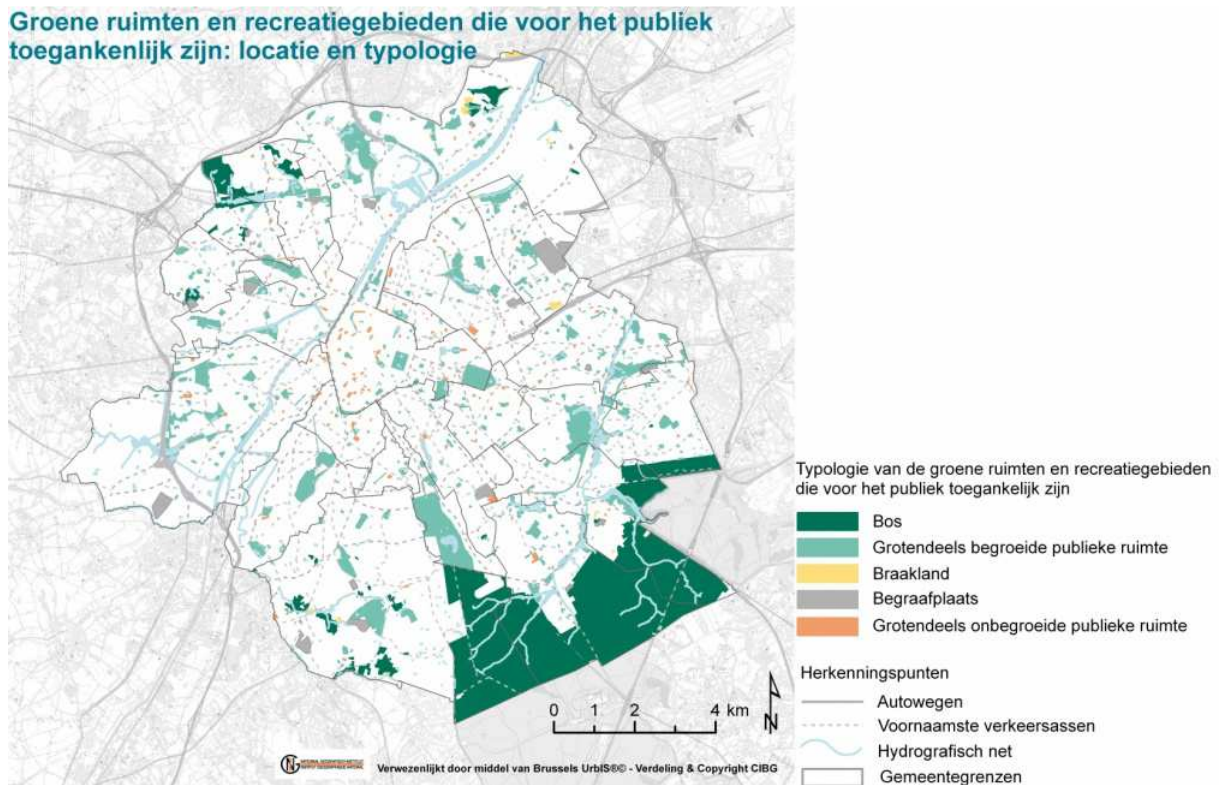 Groene ruimten en recreatiegebieden die voor het publiek
toegankenlijk zijn: locatie en typologie
Typologie van de groene ruimten en recreatiegebieden
die voor het publiek toegankelijk zijn
Bos
Grotendeels begroeide publieke ruimte
Braakland
Begraafplaats
Grotendeels onbegroeide publieke ruimte
Herkenningspunten
Autowegen
Voornaamste verkeersassen
Hydrografisch net
Gemeentegrenzen
0 1 2 4 km
N
Verwezenlijkt door middel van Brussels UrbIS®© - Verdeling & Copyright CIBG